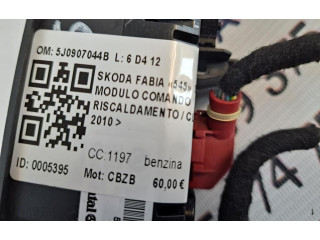 OM: 5J0907044B L: 6 D4 12
SKODA FABIA «545»
MODULO COMANDO
RISCALDAMENTO / C
2010 >
CC:1197 benzina
ID: 0005395
Mot: CBZB 60,00 €